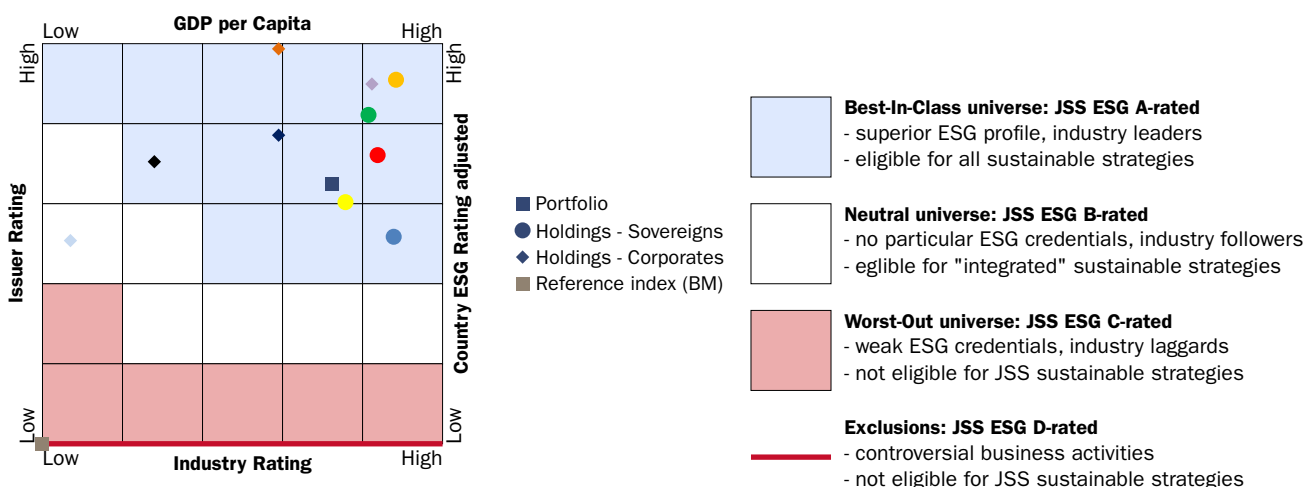 GDP per Capita
Low
High
High
High
Issuer Rating
Country ESG Rating adjusted
Low
Low
Low
High
Industry Rating
Portfolio
Holdings - Sovereigns
Holdings - Corporates
Reference index (BM)
Best-In-Class universe: JSS ESG A-rated
- superior ESG profile, industry leaders
- eligible for all sustainable strategies
Neutral universe: JSS ESG B-rated
- no particular ESG credentials, industry followers
- eglible for "integrated" sustainable strategies
Worst-Out universe: JSS ESG C-rated
- weak ESG credentials, industry laggards
- not eligible for JSS sustainable strategies
Exclusions: JSS ESG D-rated
- controversial business activities
- not eligible for JSS sustainable strategies